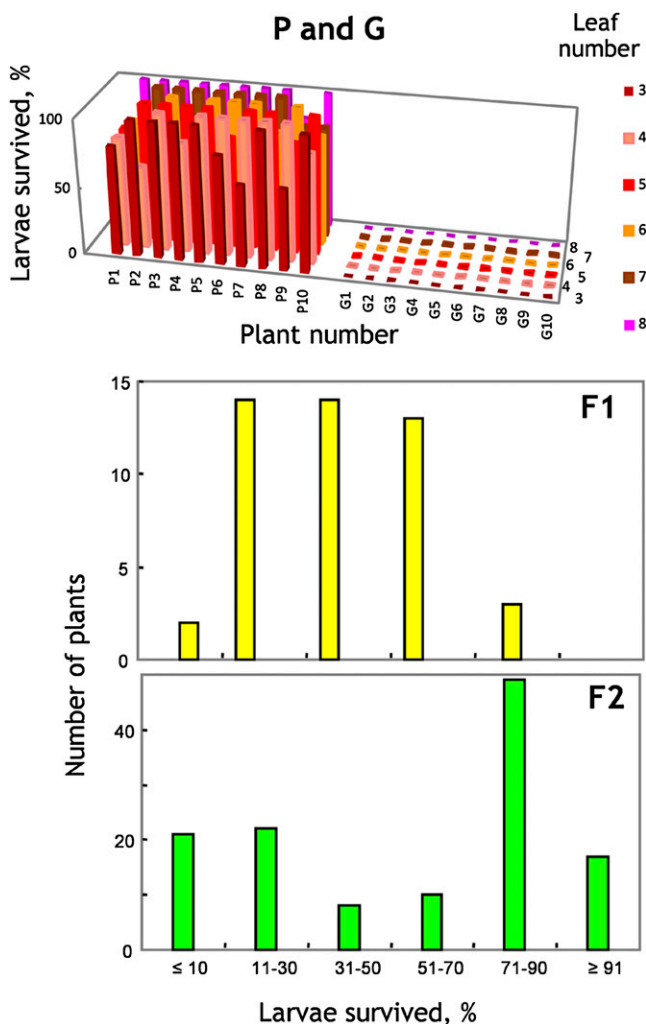 P and G
Leaf
number
Larvae survived, %
100
50
0
3
4
5
6
7
8
P1 P2 P3 P4 P5 P6 P7 P8 P9 P10 G1 G2 G3 G4 G5 G6 G7 G8 G9 G10
8
7
6
5
4
3
Plant number
F1
15
10
5
0
Number of plants
F2
40
20
0
≤ 10 11-30 31-50 51-70 71-90 ≥ 91
Larvae survived, %